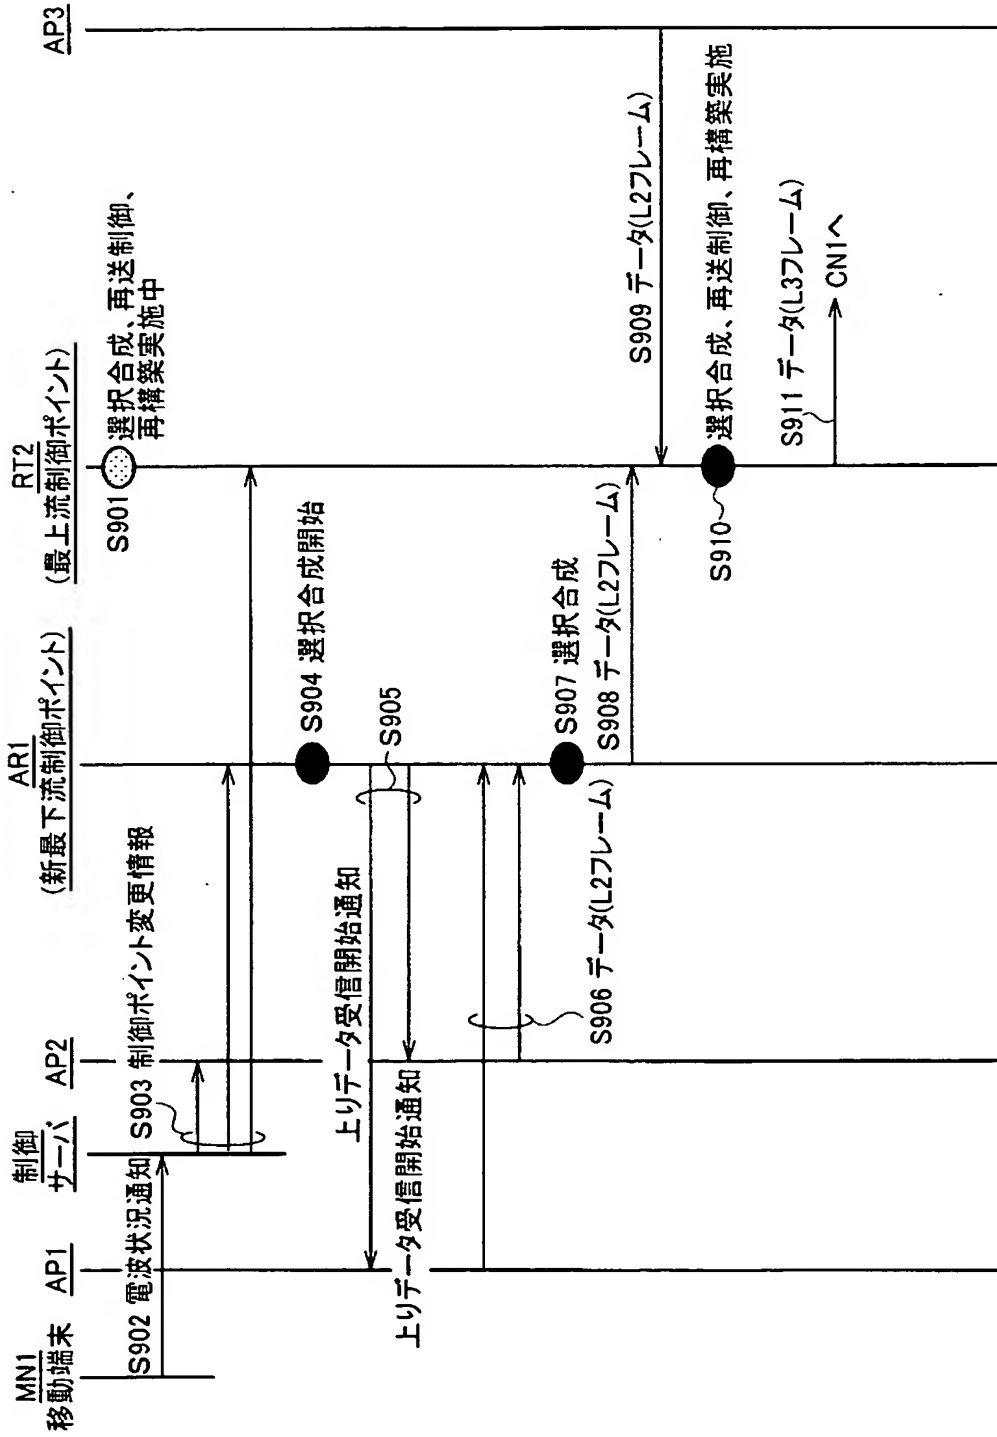 MN1
移動端末
AP1
制御
サーバ
AP2
AR1
(新最下流制御ポイント)
RT2
(最上流制御ポイント)
AP3
S901
選択合成、再送制御、
再構築実施中
S902 電波状況通知
S903 制御ポイント変更情報
S904 選択合成開始
上りデータ受信開始通知
S905
上りデータ受信開始通知
S906 データ(L2フレーム)
S907 選択合成
S908 データ(L2フレーム)
S909 データ(L2フレーム)
S910
選択合成、再送制御、再構築実施
S911 データ(L3フレーム)
CN1へ